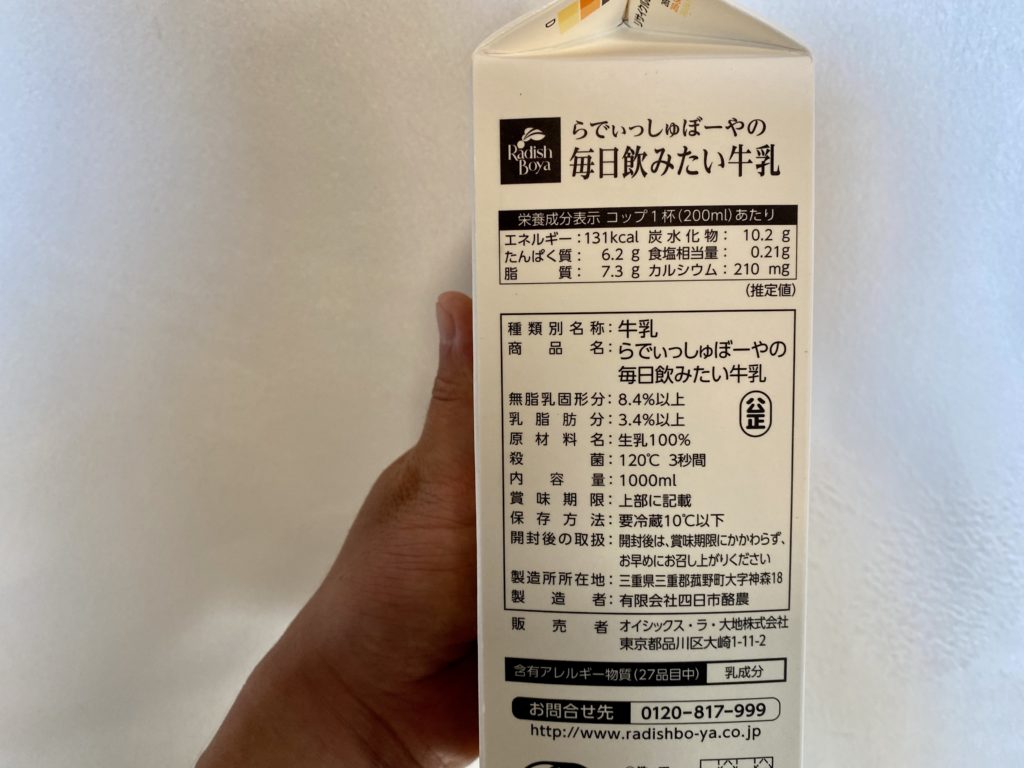 D
Radish
Boya
らでぃっしゅぼーやの
毎日飲みたい牛乳
栄養成分表示 コップ1杯(200ml)あたり
エネルギー:131kcal 炭水化物: 10.2 g
たんぱく質: 6.2 g 食塩相当量: 0.21g
脂 質: 7.3 g カルシウム:210 mg
(推定値)
種類別名称:牛乳
商品名:らでぃっしゅぼーやの
毎日飲みたい牛乳
無脂乳固形分:8.4%以上
乳脂肪分:3.4%以上
公正
原材料名:生乳100%
殺菌:120℃ 3秒間
内容量:1000ml
賞味期限:上部に記載
保存方法:要冷蔵10℃以下
開封後の取扱:開封後は、賞味期限にかかわらず、
お早めにお召し上がりください
製造所所在地:三重県三重郡菰野町大字神森18
製造者:有限会社四日市酪農
販売者 オイシックス・ラ・大地株式会社
東京都品川区大崎1-11-2
含有アレルギー物質(27品目中) 乳成分
お問合せ先 0120-817-999
http://www.radishbo-ya.co.jp